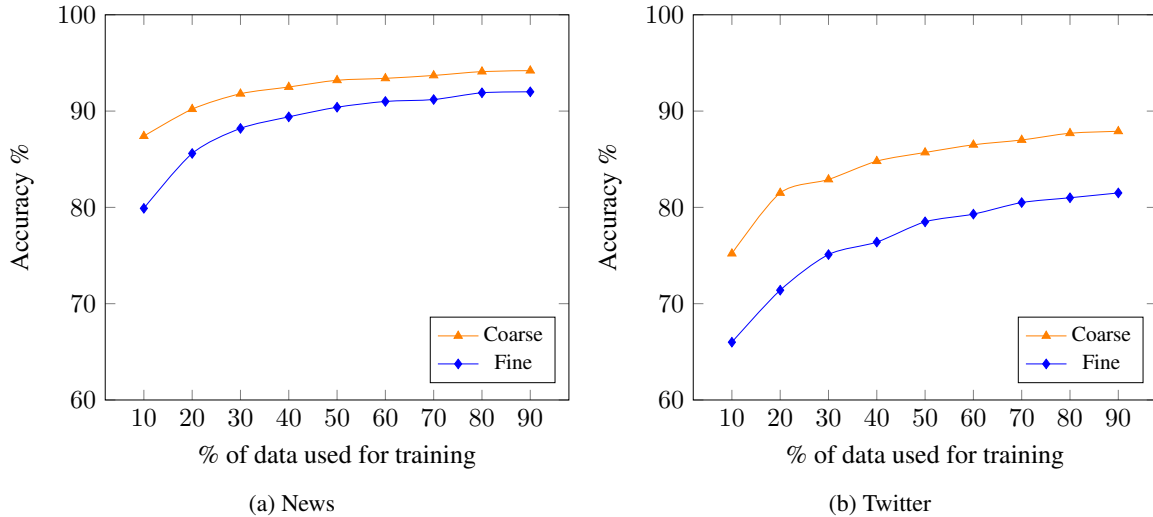 100
90
80
70
60
Accuracy %
Coarse
Fine
10 20 30 40 50 60 70 80 90
% of data used for training
(a) News
100
90
80
70
60
Accuracy %
Coarse
Fine
10 20 30 40 50 60 70 80 90
% of data used for training
(b) Twitter